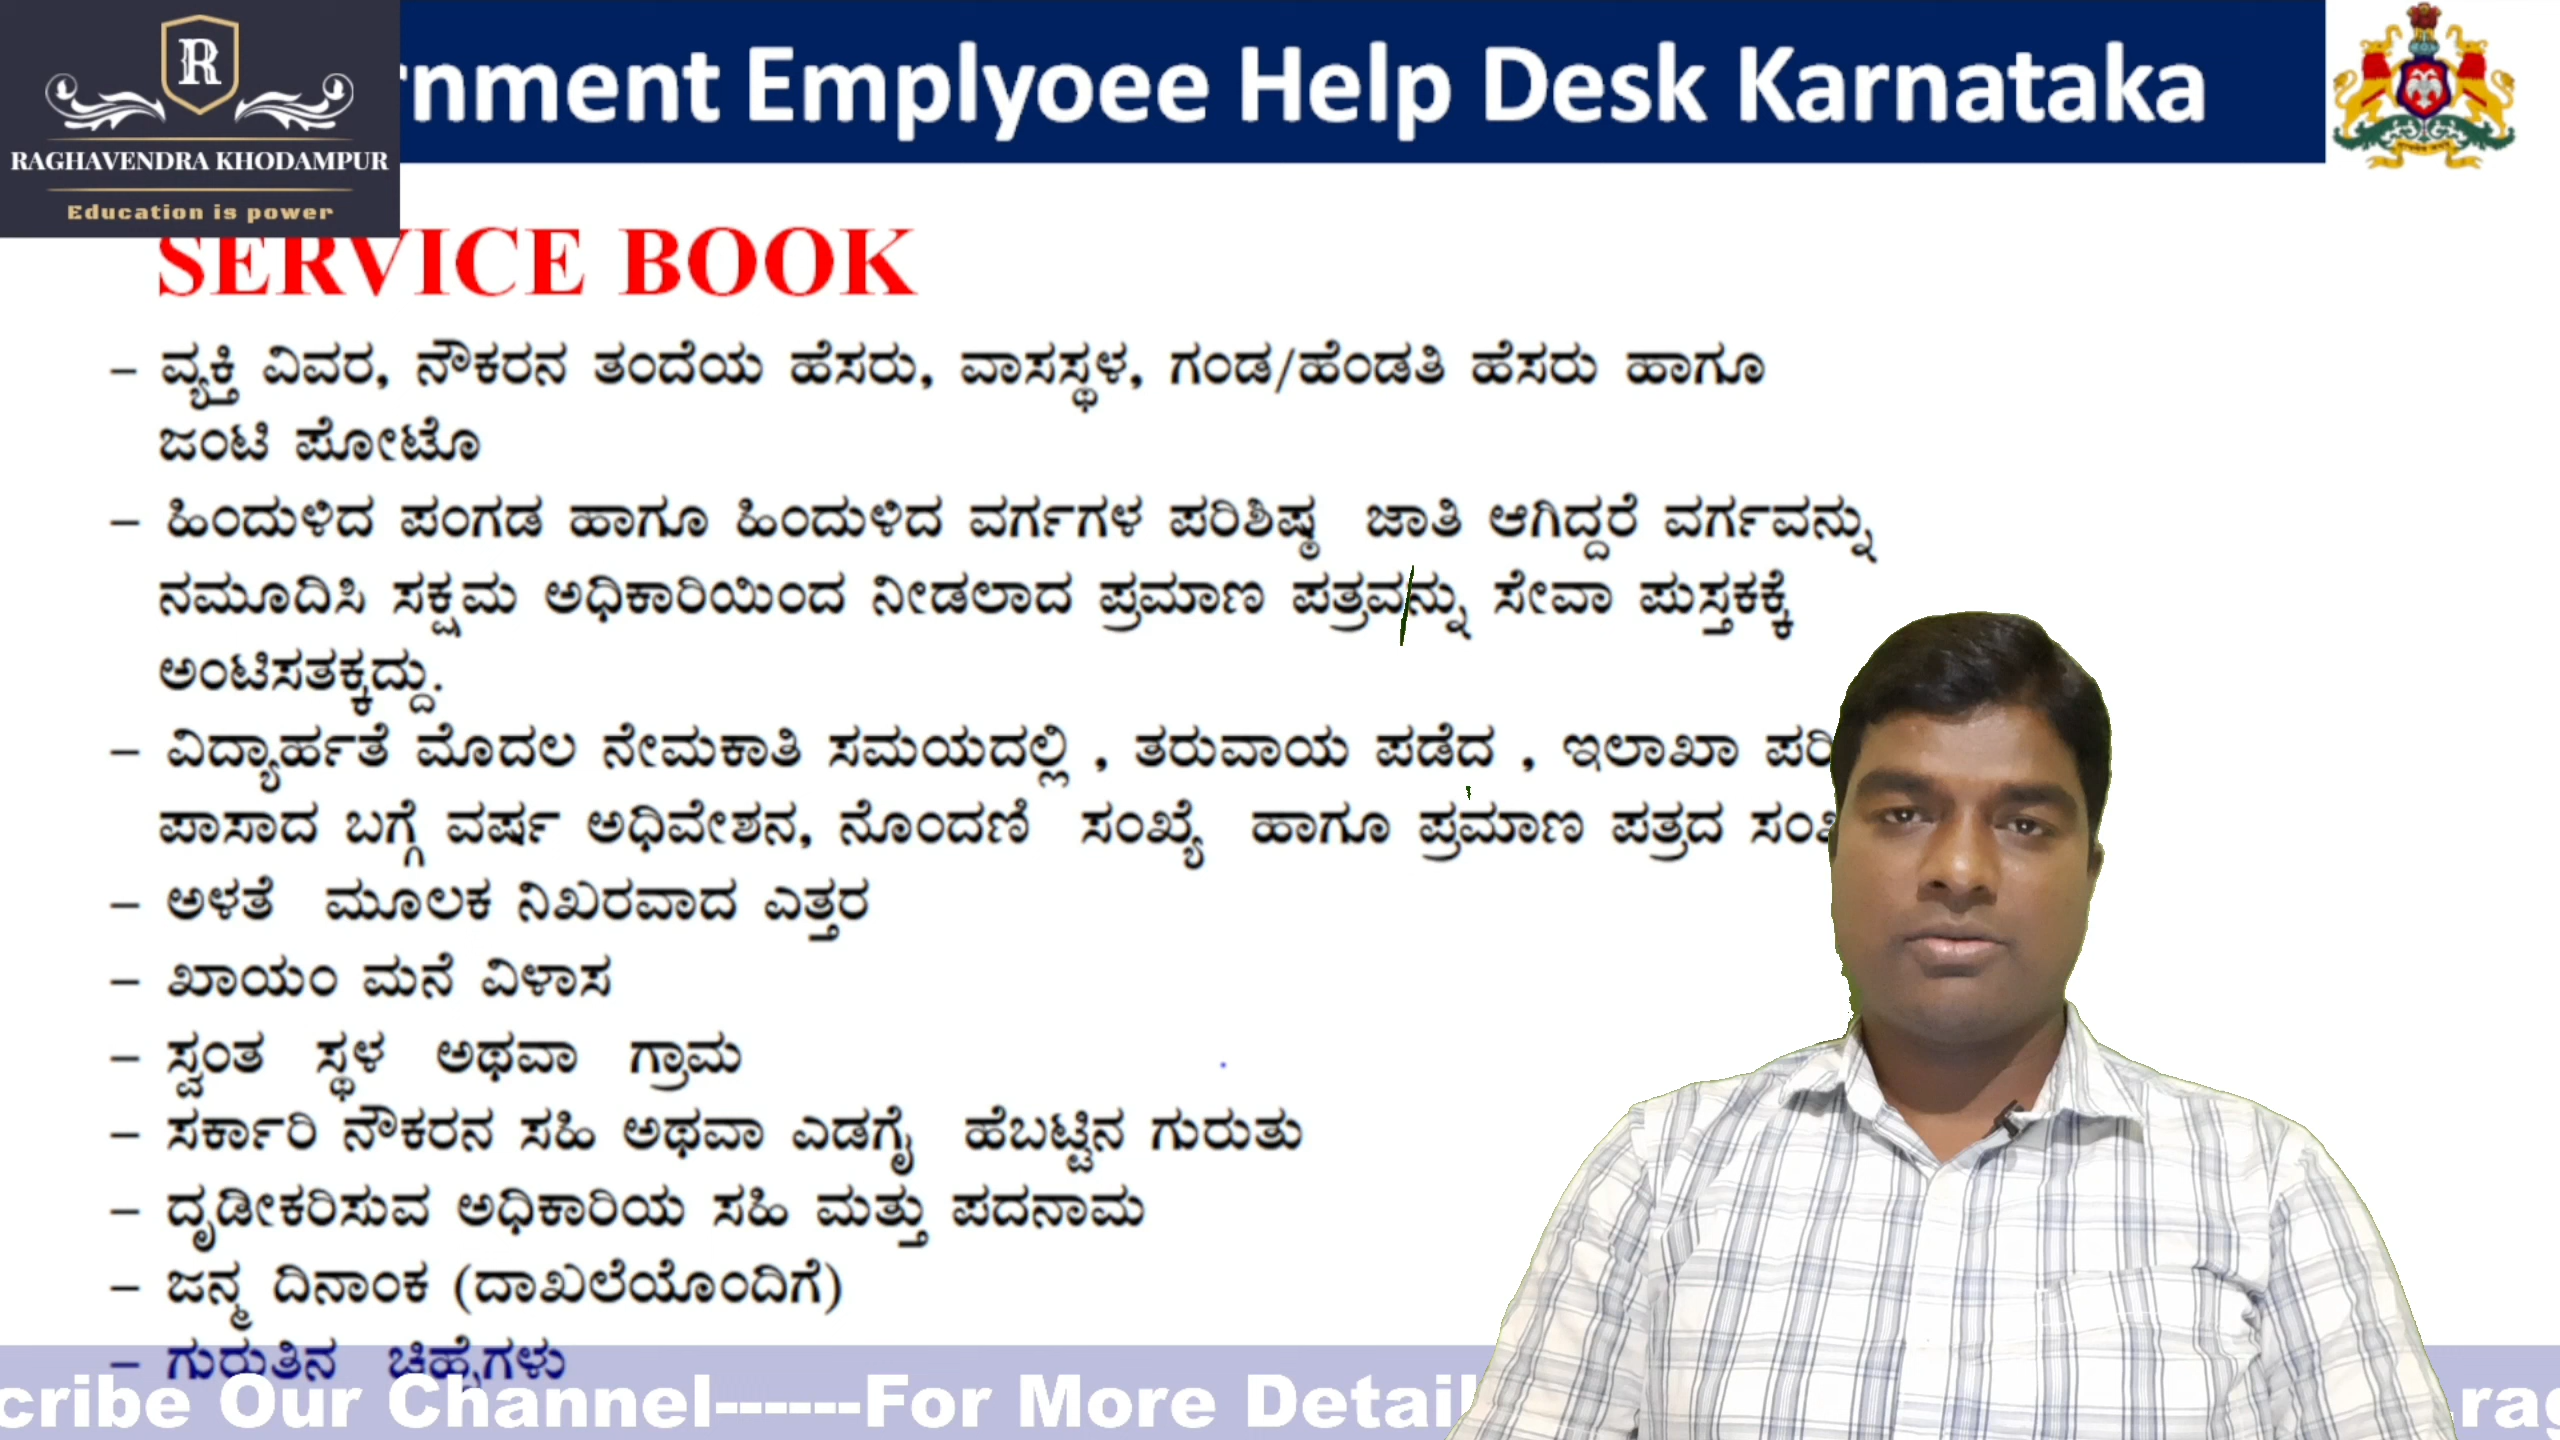 R
RAGHAVENDRA KHODAMPUR
Education is power
rnment Emplyoee Help Desk Karnataka
SERVICE BOOK
– ವ್ಯಕ್ತಿ ವಿವರ, ನೌಕರನ ತಂದೆಯ ಹೆಸರು, ವಾಸಸ್ಥಳ, ಗಂಡ/ಹೆಂಡತಿ ಹೆಸರು ಹಾಗೂ
ಜಂಟಿ ಪೋಟೊ
– ಹಿಂದುಳಿದ ಪಂಗಡ ಹಾಗೂ ಹಿಂದುಳಿದ ವರ್ಗಗಳ ಪರಿಶಿಷ್ಠ ಜಾತಿ ಆಗಿದ್ದರೆ ವರ್ಗವನ್ನು
ನಮೂದಿಸಿ ಸಕ್ಷಮ ಅಧಿಕಾರಿಯಿಂದ ನೀಡಲಾದ ಪ್ರಮಾಣ ಪತ್ರವನ್ನು ಸೇವಾ ಪುಸ್ತಕಕ್ಕೆ
ಅಂಟಿಸತಕ್ಕದ್ದು.
– ವಿದ್ಯಾರ್ಹತೆ ಮೊದಲ ನೇಮಕಾತಿ ಸಮಯದಲ್ಲಿ , ತರುವಾಯ ಪಡೆದ , ಇಲಾಖಾ
ಪಾಸಾದ ಬಗ್ಗೆ ವರ್ಷ ಅಧಿವೇಶನ, ನೊಂದಣಿ ಸಂಖ್ಯೆ ಹಾಗೂ ಪ್ರಮಾಣ ಪತ್ರದ
– ಅಳತೆ ಮೂಲಕ ನಿಖರವಾದ ಎತ್ತರ
– ಖಾಯಂ ಮನೆ ವಿಳಾಸ
– ಸ್ವಂತ ಸ್ಥಳ ಅಥವಾ ಗ್ರಾಮ
– ಸರ್ಕಾರಿ ನೌಕರನ ಸಹಿ ಅಥವಾ ಎಡಗೈ ಹೆಬಟ್ಟಿನ ಗುರುತು
– ದೃಡೀಕರಿಸುವ ಅಧಿಕಾರಿಯ ಸಹಿ ಮತ್ತು ಪದನಾಮ
– ಜನ್ಮ ದಿನಾಂಕ (ದಾಖಲೆಯೊಂದಿಗೆ)
– ಗುರುತಿನ ಚಿಹ್ನೆಗಳು
cribe Our Channel------For More Detail